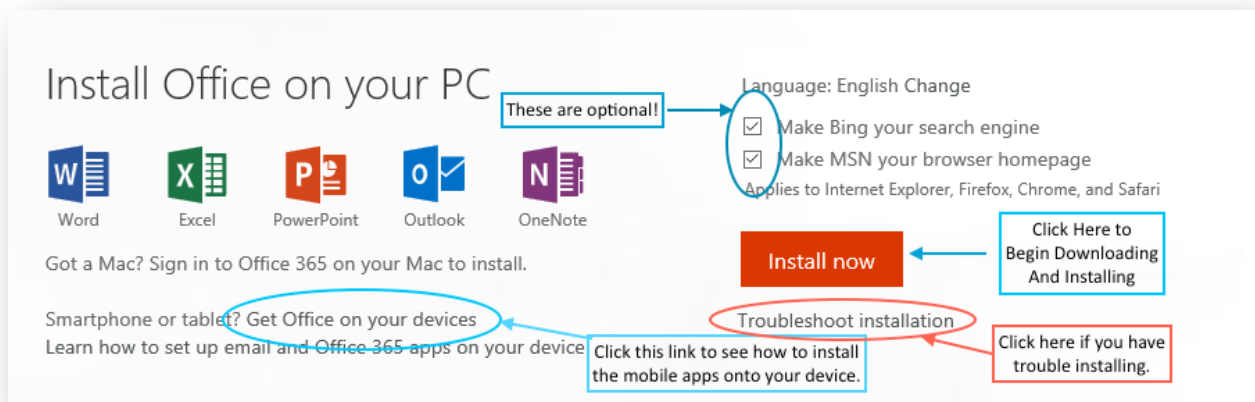 Install Office on your PC
These are optional!
Language: English Change
Make Bing your search engine
Make MSN your browser homepage
Applies to Internet Explorer, Firefox, Chrome, and Safari
W
X
P
O
N
Word
Excel
PowerPoint
Outlook
OneNote
Got a Mac? Sign in to Office 365 on your Mac to install.
Install now
Click Here to
Begin Downloading
And Installing
Smartphone or tablet? Get Office on your devices
Learn how to set up email and Office 365 apps on your device
Click this link to see how to install
the mobile apps onto your device.
Troubleshoot installation
Click here if you have
trouble installing.